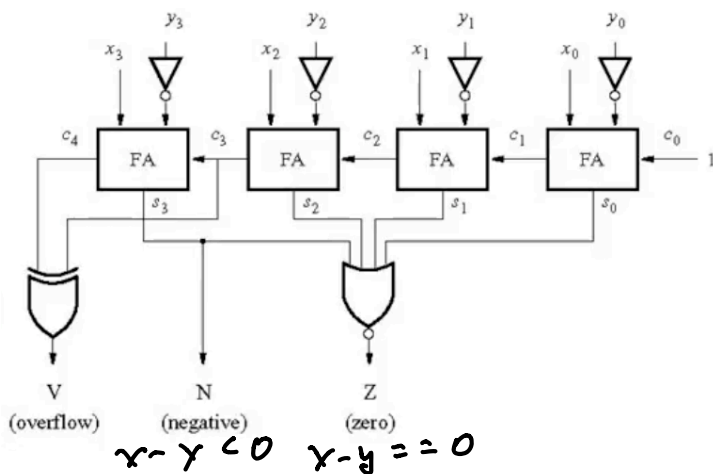 y3 y2 y1 y0
x3 x2 x1 x0
c4 c3 c2 c1 c0
FA FA FA FA 1
s3 s2 s1 s0
V N Z
(overflow) (negative) (zero)
x-y<0 x-y==0